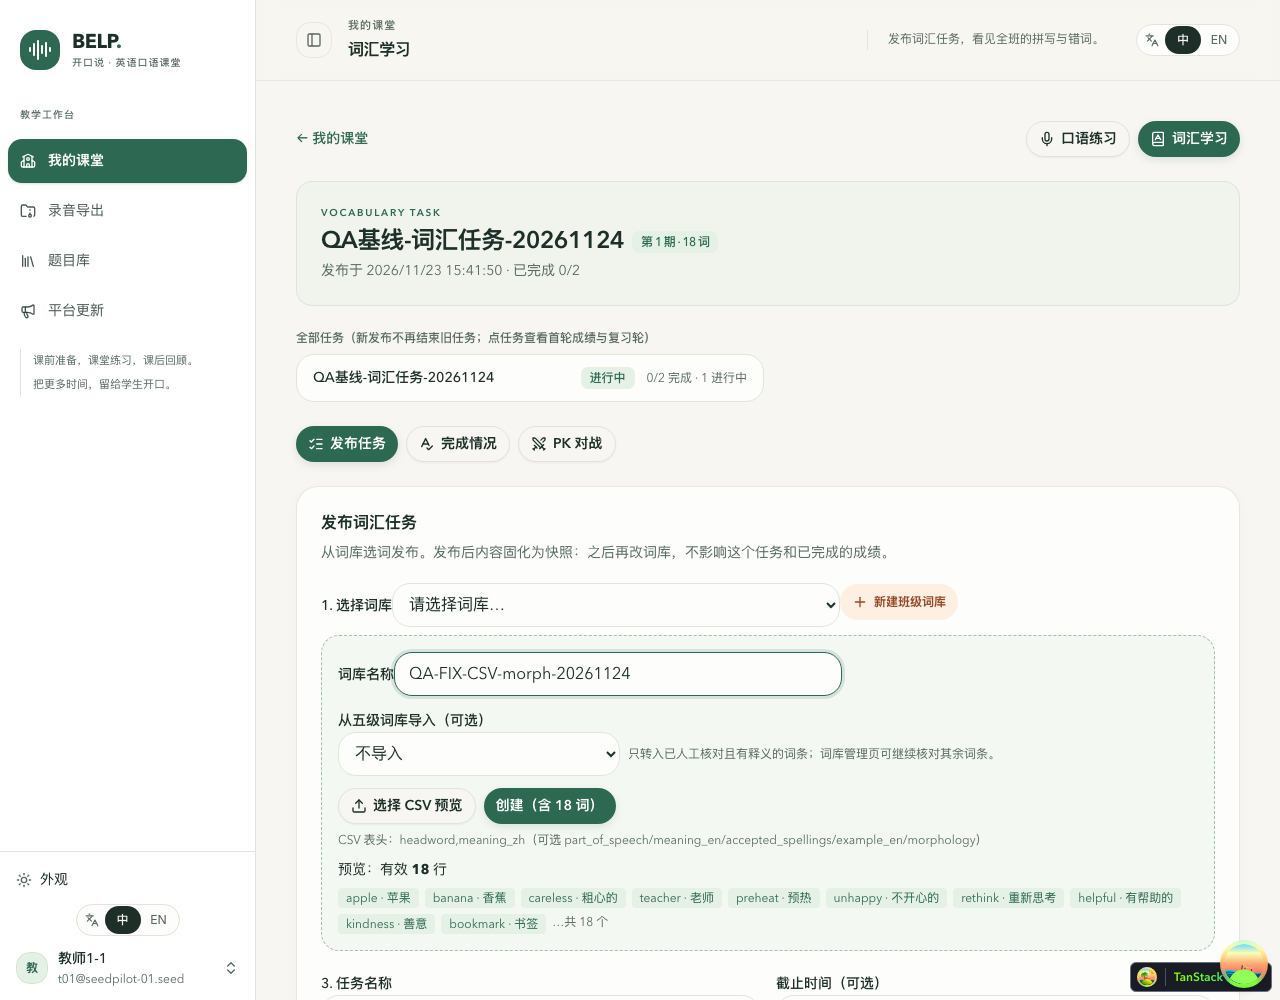 BELP.
开口说 · 英语口语课堂
教学工作台
我的课堂
录音导出
题目库
平台更新
课前准备，课堂练习，课后回顾。
把更多时间，留给学生开口。
外观
中 EN
教
教师1-1
t01@seedpilot-01.seed
我的课堂
词汇学习
发布词汇任务，看见全班的拼写与错词。
中 EN
← 我的课堂
口语练习
词汇学习
VOCABULARY TASK
QA基线-词汇任务-20261124 第1期·18词
发布于 2026/11/23 15:41:50 · 已完成 0/2
全部任务（新发布不再结束旧任务；点任务查看首轮成绩与复习轮）
QA基线-词汇任务-20261124 进行中 0/2 完成 · 1 进行中
发布任务 完成情况 PK 对战
发布词汇任务
从词库选词发布。发布后内容固化为快照：之后再改词库，不影响这个任务和已完成的成绩。
1. 选择词库 请选择词库… 新建班级词库
词库名称 QA-FIX-CSV-morph-20261124
从五级词库导入（可选）
不导入 只转入已人工核对且有释义的词条；词库管理页可继续核对其余词条。
选择 CSV 预览 创建（含 18 词）
CSV 表头：headword,meaning_zh（可选 part_of_speech/meaning_en/accepted_spellings/example_en/morphology）
预览：有效 18 行
apple · 苹果 banana · 香蕉 careless · 粗心的 teacher · 老师 preheat · 预热 unhappy · 不开心的 rethink · 重新思考 helpful · 有帮助的
kindness · 善意 bookmark · 书签 …共 18 个
3. 任务名称 截止时间（可选）
TanStack